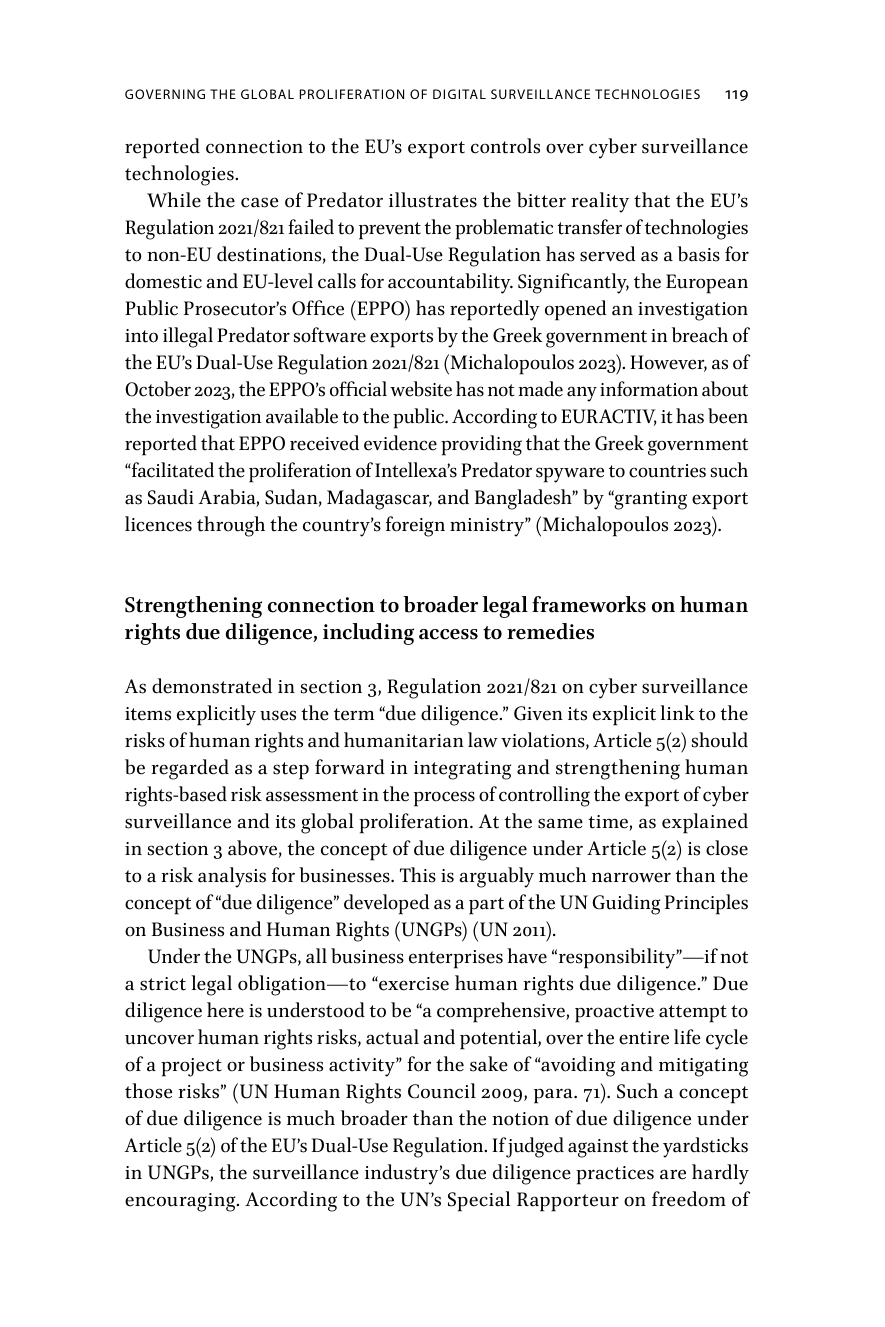 GOVERNING THE GLOBAL PROLIFERATION OF DIGITAL SURVEILLANCE TECHNOLOGIES 119
reported connection to the EU’s export controls over cyber surveillance
technologies.
While the case of Predator illustrates the bitter reality that the EU’s
Regulation 2021/821 failed to prevent the problematic transfer of technologies
to non-EU destinations, the Dual-Use Regulation has served as a basis for
domestic and EU-level calls for accountability. Significantly, the European
Public Prosecutor’s Office (EPPO) has reportedly opened an investigation
into illegal Predator software exports by the Greek government in breach of
the EU’s Dual-Use Regulation 2021/821 (Michalopoulos 2023). However, as of
October 2023, the EPPO’s official website has not made any information about
the investigation available to the public. According to EURACTIV, it has been
reported that EPPO received evidence providing that the Greek government
“facilitated the proliferation of Intellexa’s Predator spyware to countries such
as Saudi Arabia, Sudan, Madagascar, and Bangladesh” by “granting export
licences through the country’s foreign ministry” (Michalopoulos 2023).
Strengthening connection to broader legal frameworks on human
rights due diligence, including access to remedies
As demonstrated in section 3, Regulation 2021/821 on cyber surveillance
items explicitly uses the term “due diligence.” Given its explicit link to the
risks of human rights and humanitarian law violations, Article 5(2) should
be regarded as a step forward in integrating and strengthening human
rights-based risk assessment in the process of controlling the export of cyber
surveillance and its global proliferation. At the same time, as explained
in section 3 above, the concept of due diligence under Article 5(2) is close
to a risk analysis for businesses. This is arguably much narrower than the
concept of “due diligence” developed as a part of the UN Guiding Principles
on Business and Human Rights (UNGPs) (UN 2011).
Under the UNGPs, all business enterprises have “responsibility”—if not
a strict legal obligation—to “exercise human rights due diligence.” Due
diligence here is understood to be “a comprehensive, proactive attempt to
uncover human rights risks, actual and potential, over the entire life cycle
of a project or business activity” for the sake of “avoiding and mitigating
those risks” (UN Human Rights Council 2009, para. 71). Such a concept
of due diligence is much broader than the notion of due diligence under
Article 5(2) of the EU’s Dual-Use Regulation. If judged against the yardsticks
in UNGPs, the surveillance industry’s due diligence practices are hardly
encouraging. According to the UN’s Special Rapporteur on freedom of